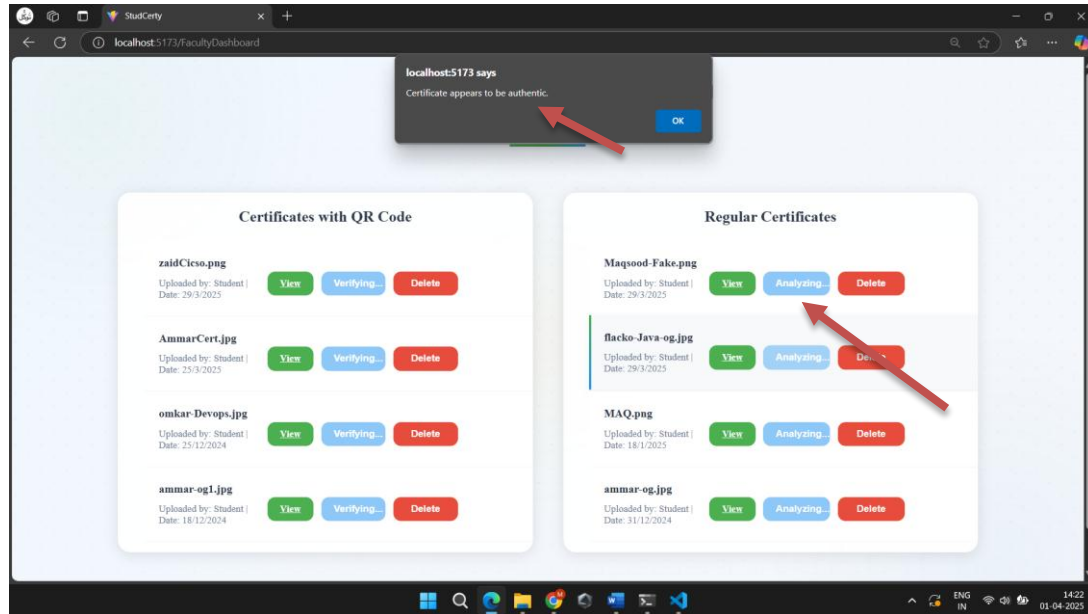 StudCerty
localhost:5173/FacultyDashboard
localhost:5173 says
Certificate appears to be authentic.
OK
Certificates with QR Code
zaidCicso.png
Uploaded by: Student |
Date: 29/3/2025
View
Verifying...
Delete
AmmarCert.jpg
Uploaded by: Student |
Date: 25/3/2025
View
Verifying...
Delete
omkar-Devops.jpg
Uploaded by: Student |
Date: 25/12/2024
View
Verifying...
Delete
ammar-og1.jpg
Uploaded by: Student |
Date: 18/12/2024
View
Verifying...
Delete
Regular Certificates
Maqsood-Fake.png
Uploaded by: Student |
Date: 29/3/2025
View
Analyzing...
Delete
flacko-Java-og.jpg
Uploaded by: Student |
Date: 29/3/2025
View
Analyzing...
Delete
MAQ.png
Uploaded by: Student |
Date: 18/1/2025
View
Analyzing...
Delete
ammar-og.jpg
Uploaded by: Student |
Date: 31/12/2024
View
Analyzing...
Delete
ENG
IN
14:22
01-04-2025